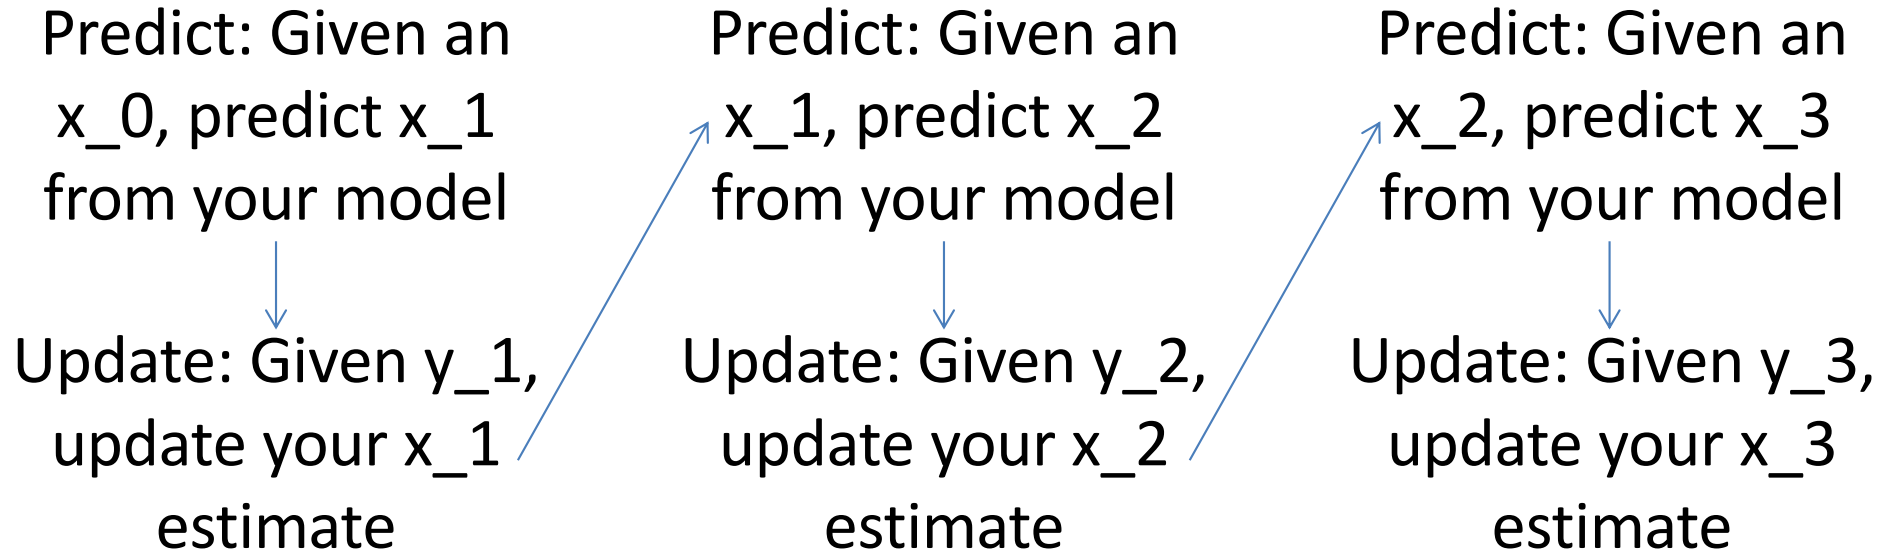 Predict: Given an
x_0, predict x_1
from your model
Update: Given y_1,
update your x_1
estimate
Predict: Given an
x_1, predict x_2
from your model
Update: Given y_2,
update your x_2
estimate
Predict: Given an
x_2, predict x_3
from your model
Update: Given y_3,
update your x_3
estimate